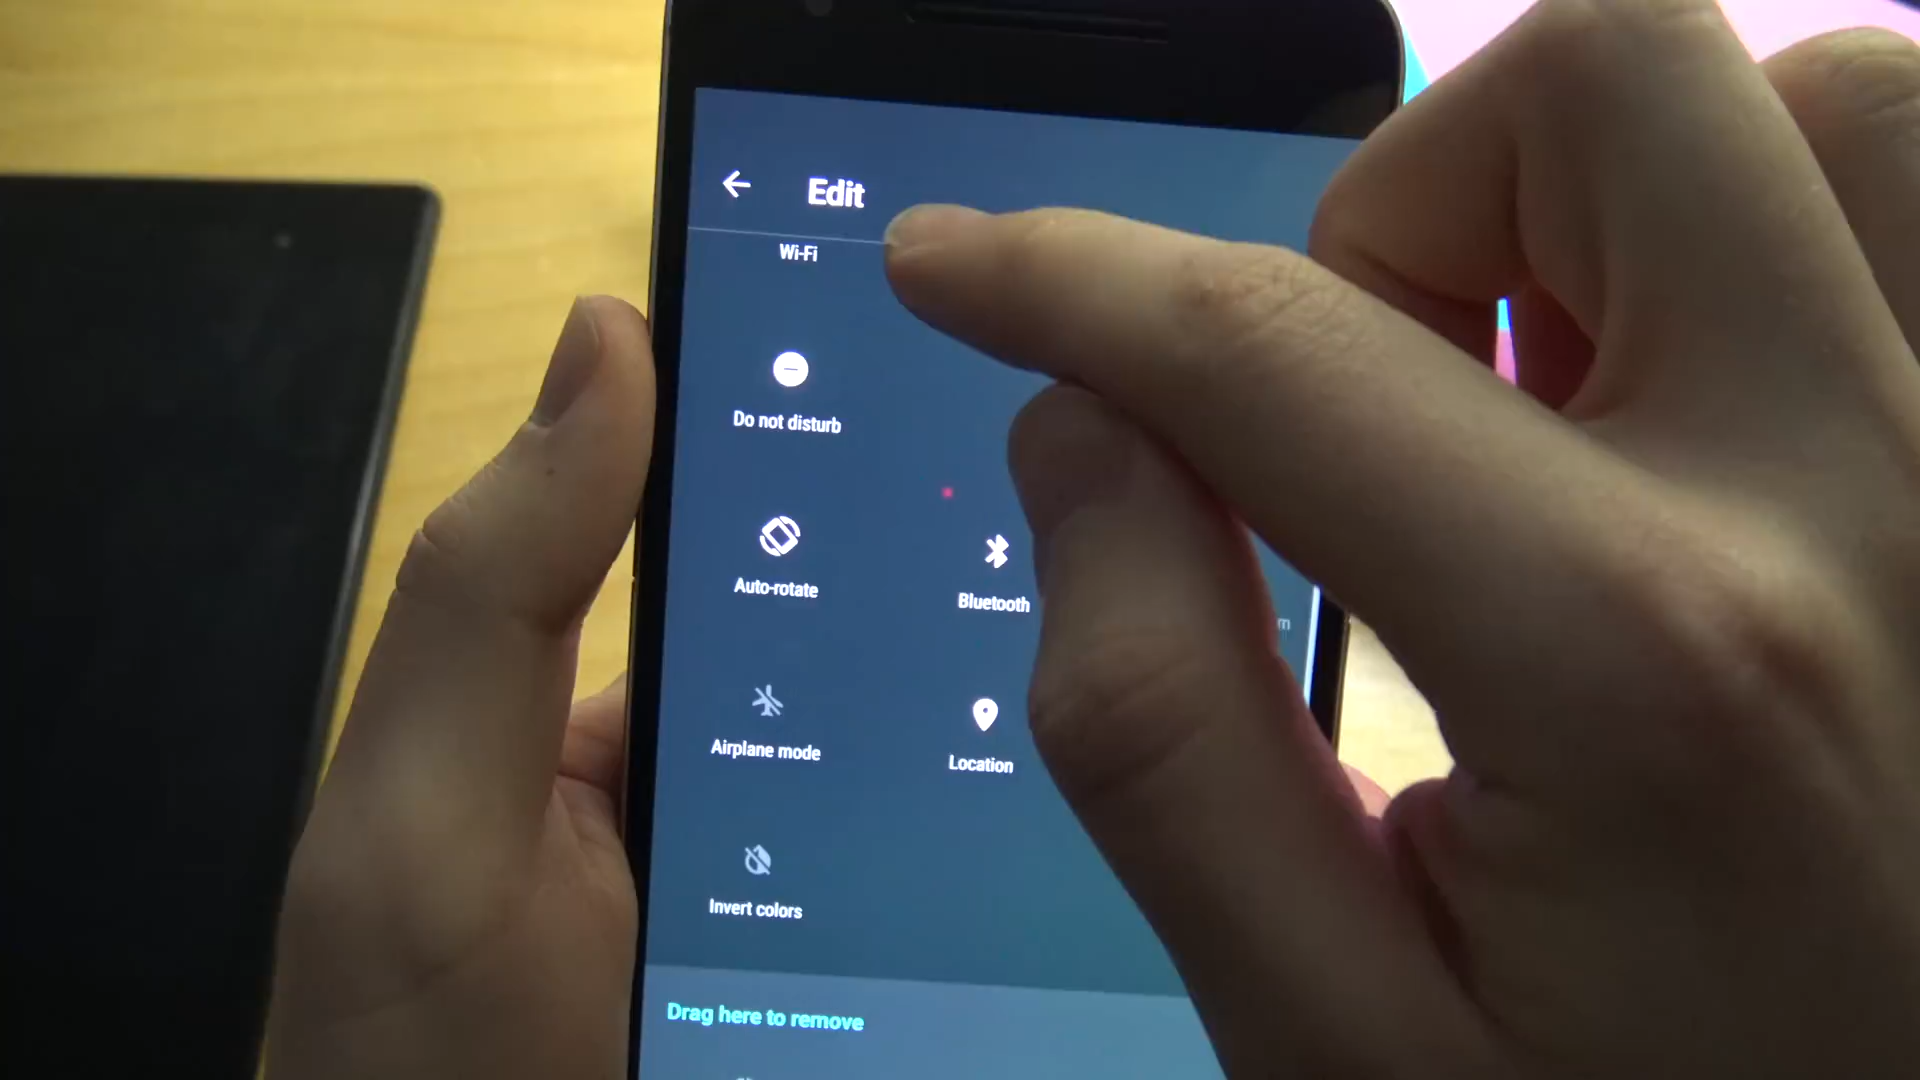 Edit
Wi-Fi
Do not disturb
Auto-rotate
Bluetooth
Airplane mode
Location
Invert colors
Drag here to remove